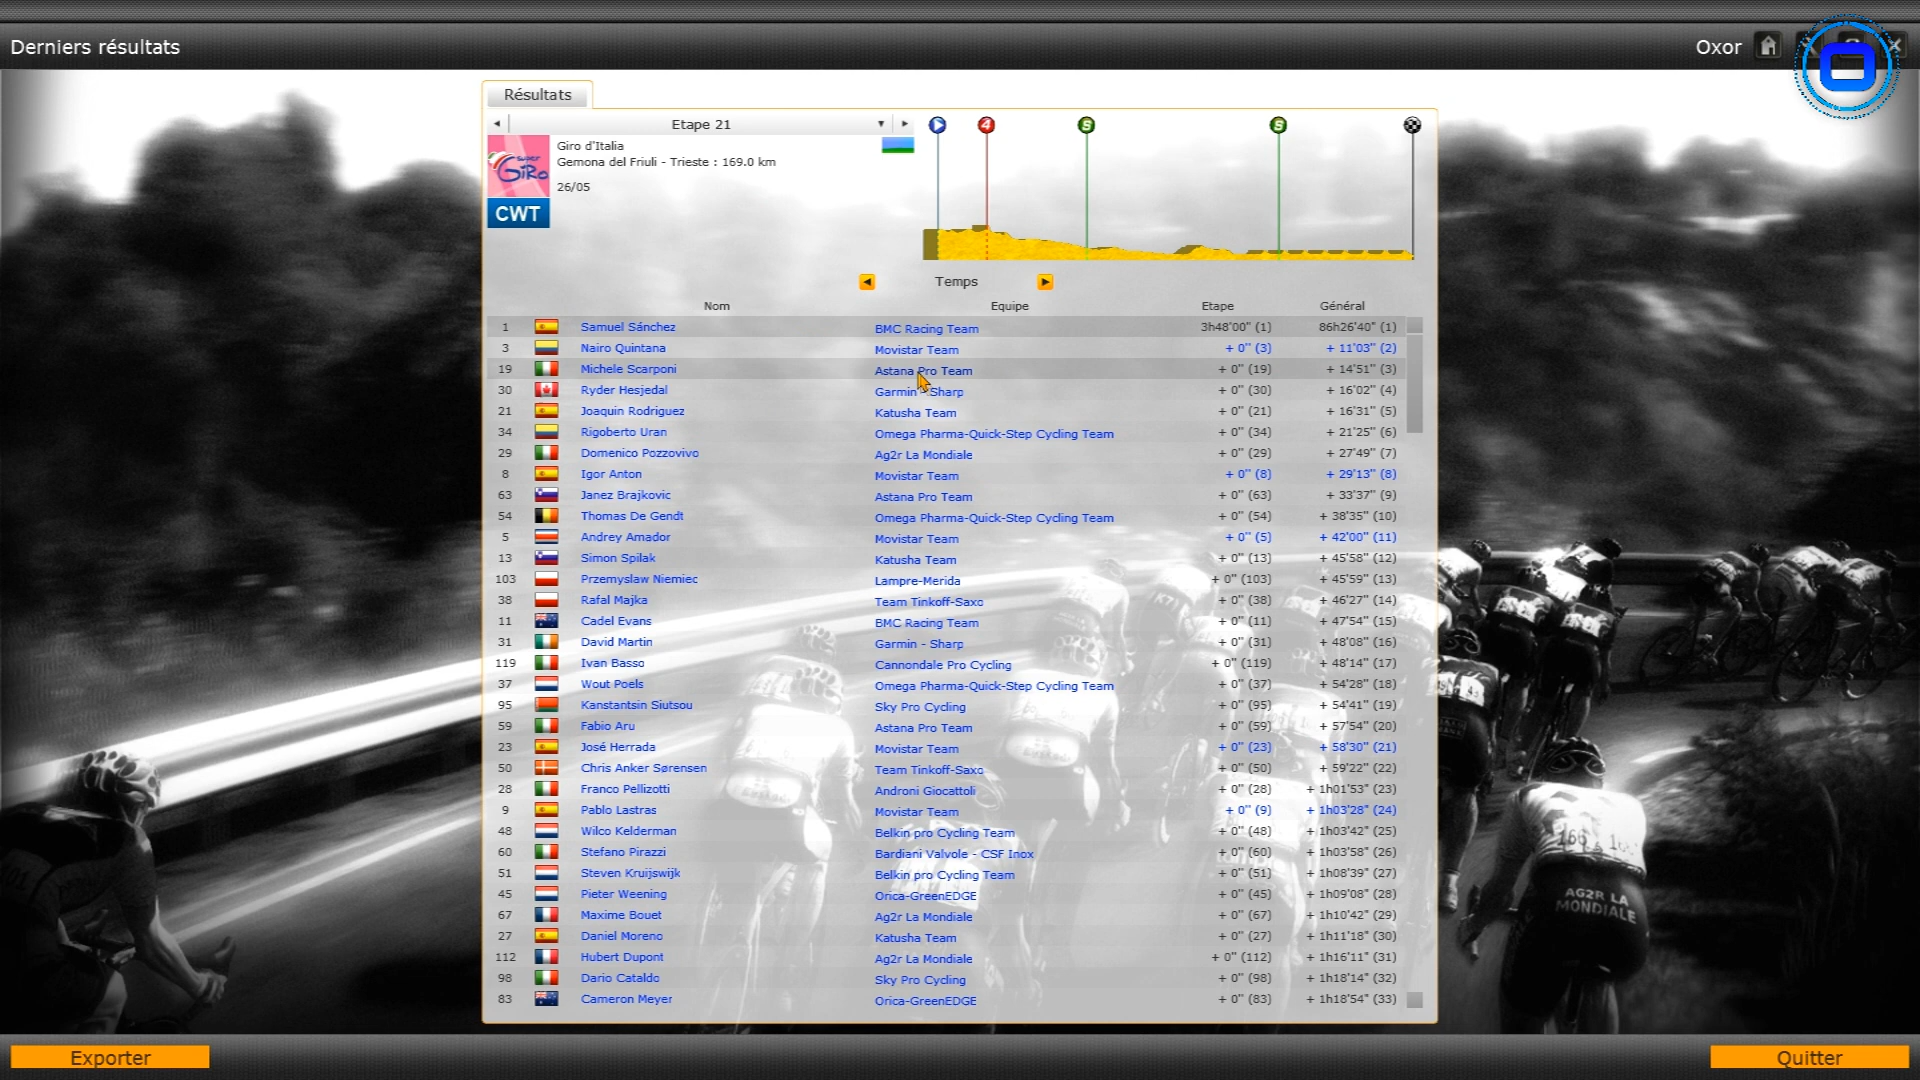 Derniers résultats
Oxor
Résultats
Etape 21
Giro d'Italia
Gemona del Friuli - Trieste : 169.0 km
26/05
SUPER GiRO
CWT
4 S S
Temps
Nom Equipe Etape Général
1 Samuel Sánchez BMC Racing Team 3h48'00" (1) 86h26'40" (1)
3 Nairo Quintana Movistar Team + 0" (3) + 11'03" (2)
19 Michele Scarponi Astana Pro Team + 0" (19) + 14'51" (3)
30 Ryder Hesjedal Garmin - Sharp + 0" (30) + 16'02" (4)
21 Joaquin Rodriguez Katusha Team + 0" (21) + 16'31" (5)
34 Rigoberto Uran Omega Pharma-Quick-Step Cycling Team + 0" (34) + 21'25" (6)
29 Domenico Pozzovivo Ag2r La Mondiale + 0" (29) + 27'49" (7)
8 Igor Anton Movistar Team + 0" (8) + 29'13" (8)
63 Janez Brajkovic Astana Pro Team + 0" (63) + 33'37" (9)
54 Thomas De Gendt Omega Pharma-Quick-Step Cycling Team + 0" (54) + 38'35" (10)
5 Andrey Amador Movistar Team + 0" (5) + 42'00" (11)
13 Simon Spilak Katusha Team + 0" (13) + 45'58" (12)
103 Przemyslaw Niemiec Lampre-Merida + 0" (103) + 45'59" (13)
38 Rafal Majka Team Tinkoff-Saxo + 0" (38) + 46'27" (14)
11 Cadel Evans BMC Racing Team + 0" (11) + 47'54" (15)
31 David Martin Garmin - Sharp + 0" (31) + 48'08" (16)
119 Ivan Basso Cannondale Pro Cycling + 0" (119) + 48'14" (17)
37 Wout Poels Omega Pharma-Quick-Step Cycling Team + 0" (37) + 54'28" (18)
95 Kanstantsin Siutsou Sky Pro Cycling + 0" (95) + 54'41" (19)
59 Fabio Aru Astana Pro Team + 0" (59) + 57'54" (20)
23 José Herrada Movistar Team + 0" (23) + 58'30" (21)
50 Chris Anker Sørensen Team Tinkoff-Saxo + 0" (50) + 59'22" (22)
28 Franco Pellizotti Androni Giocattoli + 0" (28) + 1h01'53" (23)
9 Pablo Lastras Movistar Team + 0" (9) + 1h03'28" (24)
48 Wilco Kelderman Belkin pro Cycling Team + 0" (48) + 1h03'42" (25)
60 Stefano Pirazzi Bardiani Valvole - CSF Inox + 0" (60) + 1h03'58" (26)
51 Steven Kruijswijk Belkin pro Cycling Team + 0" (51) + 1h08'39" (27)
45 Pieter Weening Orica-GreenEDGE + 0" (45) + 1h09'08" (28)
67 Maxime Bouet Ag2r La Mondiale + 0" (67) + 1h10'42" (29)
27 Daniel Moreno Katusha Team + 0" (27) + 1h11'18" (30)
112 Hubert Dupont Ag2r La Mondiale + 0" (112) + 1h16'11" (31)
98 Dario Cataldo Sky Pro Cycling + 0" (98) + 1h18'14" (32)
83 Cameron Meyer Orica-GreenEDGE + 0" (83) + 1h18'54" (33)
166
AG2R LA
MONDIALE
Exporter
Quitter